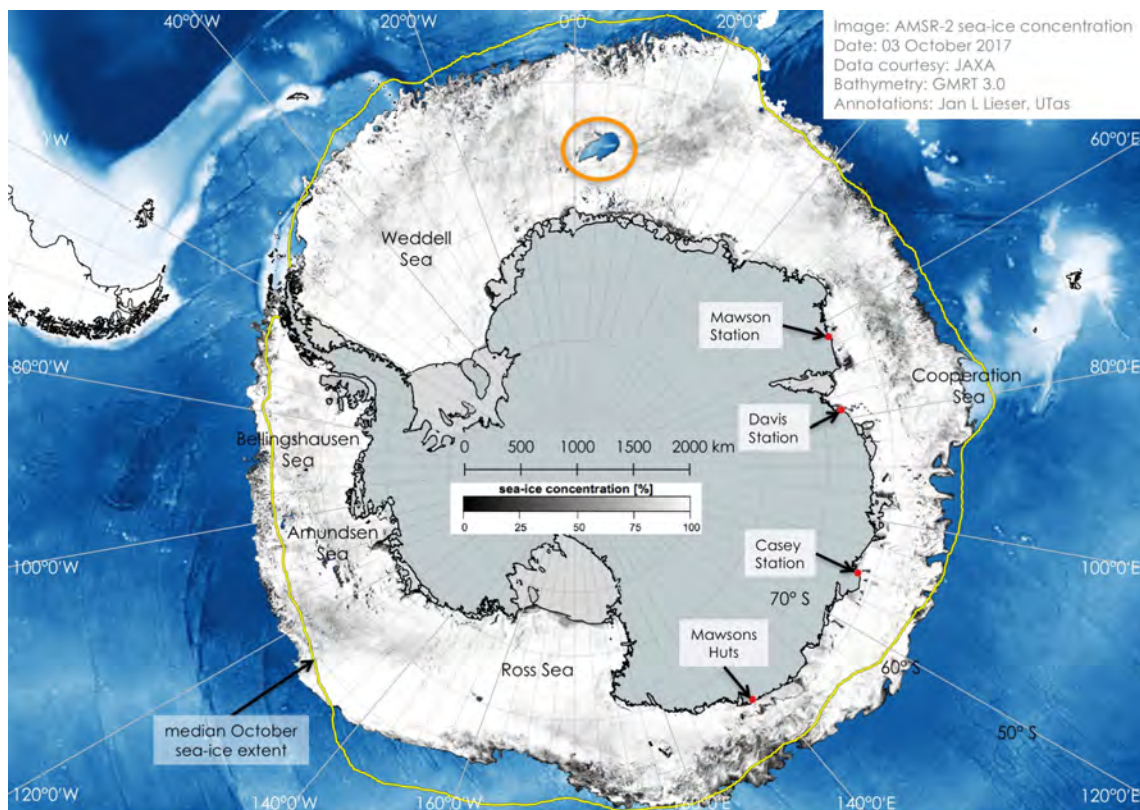 40°0'W
20°0'W
0°0'
20°0'E
Image: AMSR-2 sea-ice concentration
Date: 03 October 2017
Data courtesy: JAXA
Bathymetry: GMRT 3.0
Annotations: Jan L Lieser, UTas
60°0'E
Weddell
Sea
Mawson
Station
80°0'W
80°0'E
Cooperation
Sea
Davis
Station
Bellingshausen
Sea
0 500 1000 1500 2000 km
sea-ice concentration [%]
0 25 50 75 100
Amundsen
Sea
Casey
Station
100°0'W
100°0'E
70° S
Mawsons
Huts
Ross Sea
60° S
median October
sea-ice extent
50° S
120°0'W
140°0'W
160°0'W
140°0'E
120°0'E